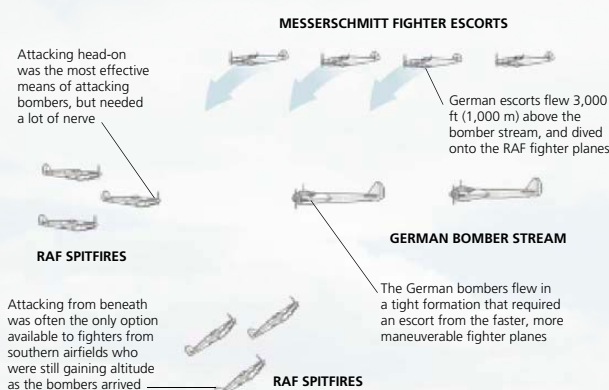 MESSERSCHMITT FIGHTER ESCORTS
Attacking head-on
was the most effective
means of attacking
bombers, but needed
a lot of nerve
German escorts flew 3,000
ft (1,000 m) above the
bomber stream, and dived
onto the RAF fighter planes
RAF SPITFIRES
GERMAN BOMBER STREAM
The German bombers flew in
a tight formation that required
an escort from the faster, more
maneuverable fighter planes
Attacking from beneath
was often the only option
available to fighters from
southern airfields who
were still gaining altitude
as the bombers arrived
RAF SPITFIRES